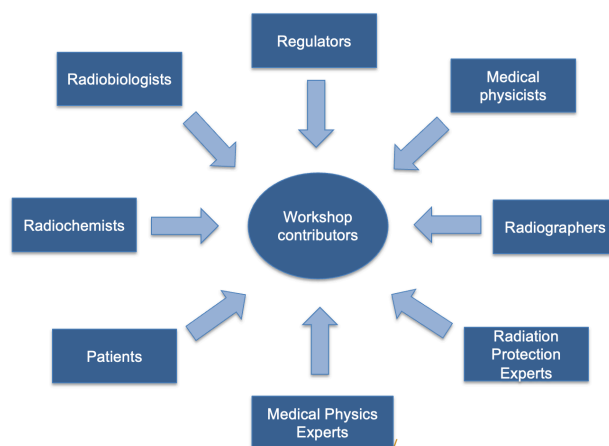 Regulators
Radiobiologists
Medical
physicists
Workshop
contributors
Radiochemists
Radiographers
Patients
Radiation
Protection
Experts
Medical Physics
Experts